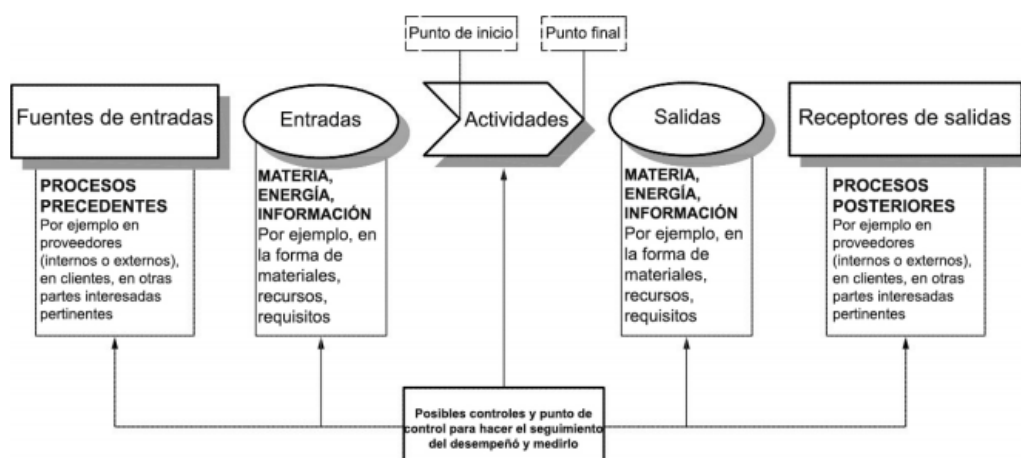 Punto de inicio
Punto final
Fuentes de entradas
Entradas
Actividades
Salidas
Receptores de salidas
PROCESOS
PRECEDENTES
Por ejemplo en
proveedores
(internos o externos),
en clientes, en otras
partes interesadas
pertinentes
MATERIA,
ENERGÍA,
INFORMACIÓN
Por ejemplo, en
la forma de
materiales,
recursos,
requisitos
MATERIA,
ENERGÍA,
INFORMACIÓN
Por ejemplo, en
la forma de
materiales,
recursos,
requisitos
PROCESOS
POSTERIORES
Por ejemplo en
proveedores
(internos o externos),
en clientes, en otras
partes interesadas
pertinentes
Posibles controles y punto de
control para hacer el seguimiento
del desempeñó y medirlo